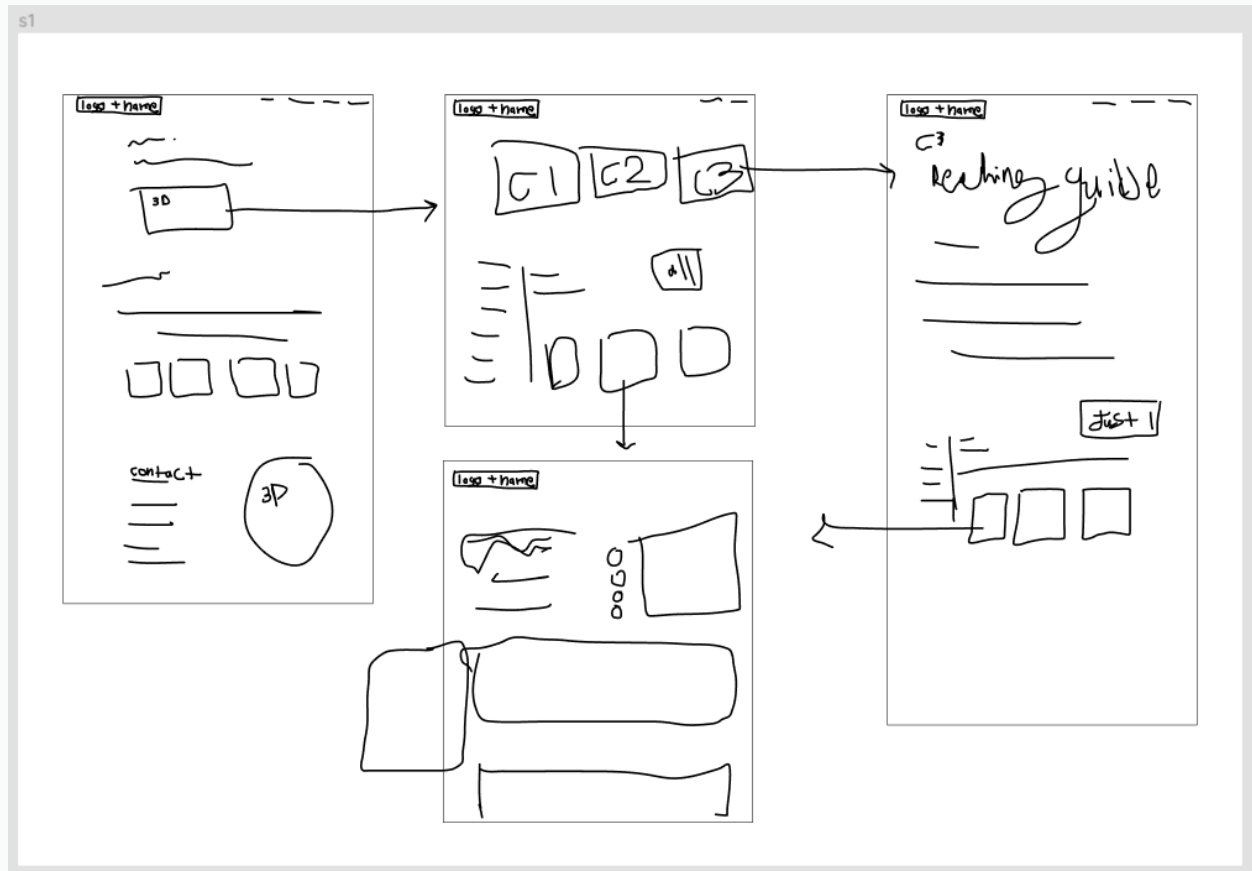 s1
logo + name
3D
contact
3D
logo + name
C1 C2 C3
all
logo + name
logo + name
C3
guide
Just 1